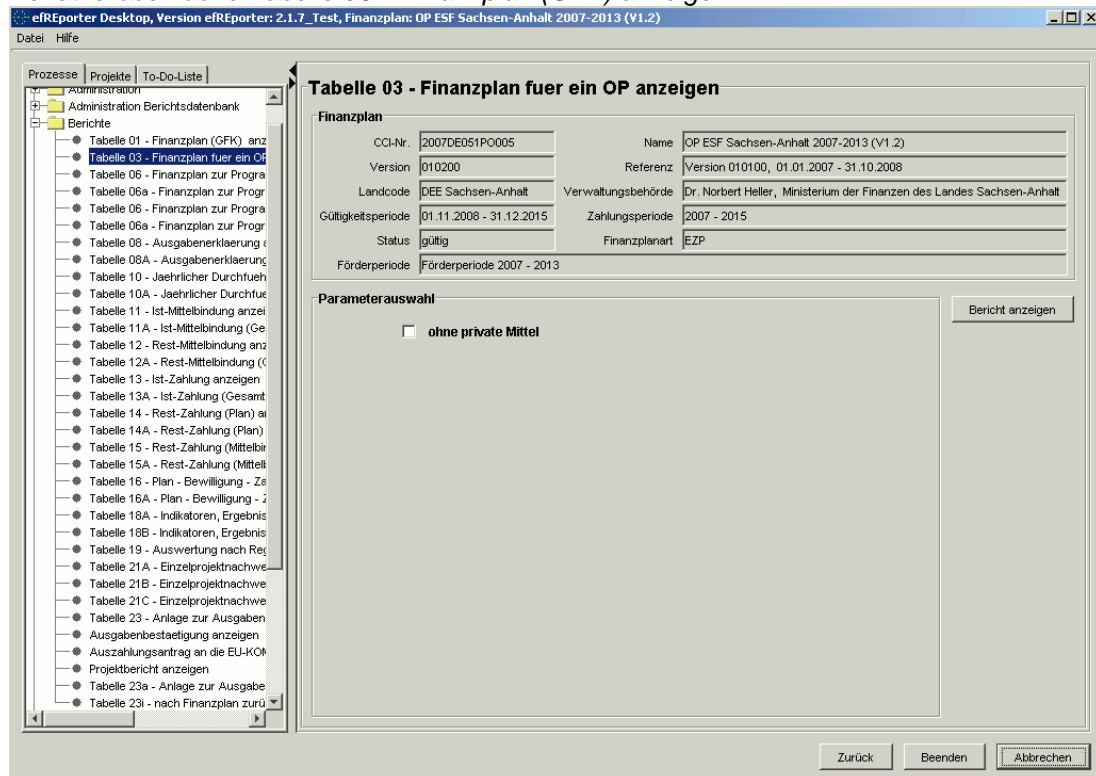 efREporter Desktop, Version efREporter: 2.1.7_Test, Finanzplan: OP ESF Sachsen-Anhalt 2007-2013 (V1.2)
Datei Hilfe
Prozesse Projekte To-Do-Liste
Administration
Administration Berichtsdatenbank
Berichte
Tabelle 01 - Finanzplan (GFK) anz
Tabelle 03 - Finanzplan fuer ein OP
Tabelle 06 - Finanzplan zur Progra
Tabelle 06a - Finanzplan zur Progr
Tabelle 06 - Finanzplan zur Progra
Tabelle 06a - Finanzplan zur Progr
Tabelle 08 - Ausgabenerklaerung a
Tabelle 08A - Ausgabenerklaerung
Tabelle 10 - Jaehrlicher Durchfueh
Tabelle 10A - Jaehrlicher Durchfue
Tabelle 11 - Ist-Mittelbindung anzei
Tabelle 11A - Ist-Mittelbindung (Ge
Tabelle 12 - Rest-Mittelbindung anz
Tabelle 12A - Rest-Mittelbindung (G
Tabelle 13 - Ist-Zahlung anzeigen
Tabelle 13A - Ist-Zahlung (Gesamt
Tabelle 14 - Rest-Zahlung (Plan) an
Tabelle 14A - Rest-Zahlung (Plan)
Tabelle 15 - Rest-Zahlung (Mittelbin
Tabelle 15A - Rest-Zahlung (Mittelb
Tabelle 16 - Plan - Bewilligung - Za
Tabelle 16A - Plan - Bewilligung - Z
Tabelle 18A - Indikatoren, Ergebnis
Tabelle 18B - Indikatoren, Ergebnis
Tabelle 19 - Auswertung nach Reg
Tabelle 21A - Einzelprojektnachwe
Tabelle 21B - Einzelprojektnachwe
Tabelle 21C - Einzelprojektnachwe
Tabelle 23 - Anlage zur Ausgaben
Ausgabenbestaetigung anzeigen
Auszahlungsantrag an die EU-KOM
Projektbericht anzeigen
Tabelle 23a - Anlage zur Ausgabe
Tabelle 23i - nach Finanzplan zurü
Tabelle 03 - Finanzplan fuer ein OP anzeigen
Finanzplan
CCI-Nr. 2007DE051PO005 Name OP ESF Sachsen-Anhalt 2007-2013 (V1.2)
Version 010200 Referenz Version 010100, 01.01.2007 - 31.10.2008
Landcode DEE Sachsen-Anhalt Verwaltungsbehörde Dr. Norbert Heller, Ministerium der Finanzen des Landes Sachsen-Anhalt
Gültigkeitsperiode 01.11.2008 - 31.12.2015 Zahlungsperiode 2007 - 2015
Status gültig Finanzplanart EZP
Förderperiode Förderperiode 2007 - 2013
Parameterauswahl
ohne private Mittel
Bericht anzeigen
Zurück Beenden Abbrechen